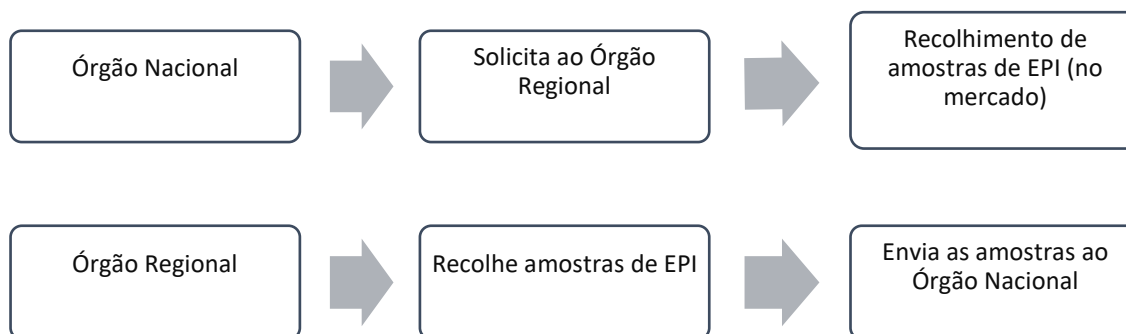 Órgão Nacional
Solicita ao Órgão
Regional
Recolhimento de
amostras de EPI (no
mercado)
Órgão Regional
Recolhe amostras de EPI
Envia as amostras ao
Órgão Nacional